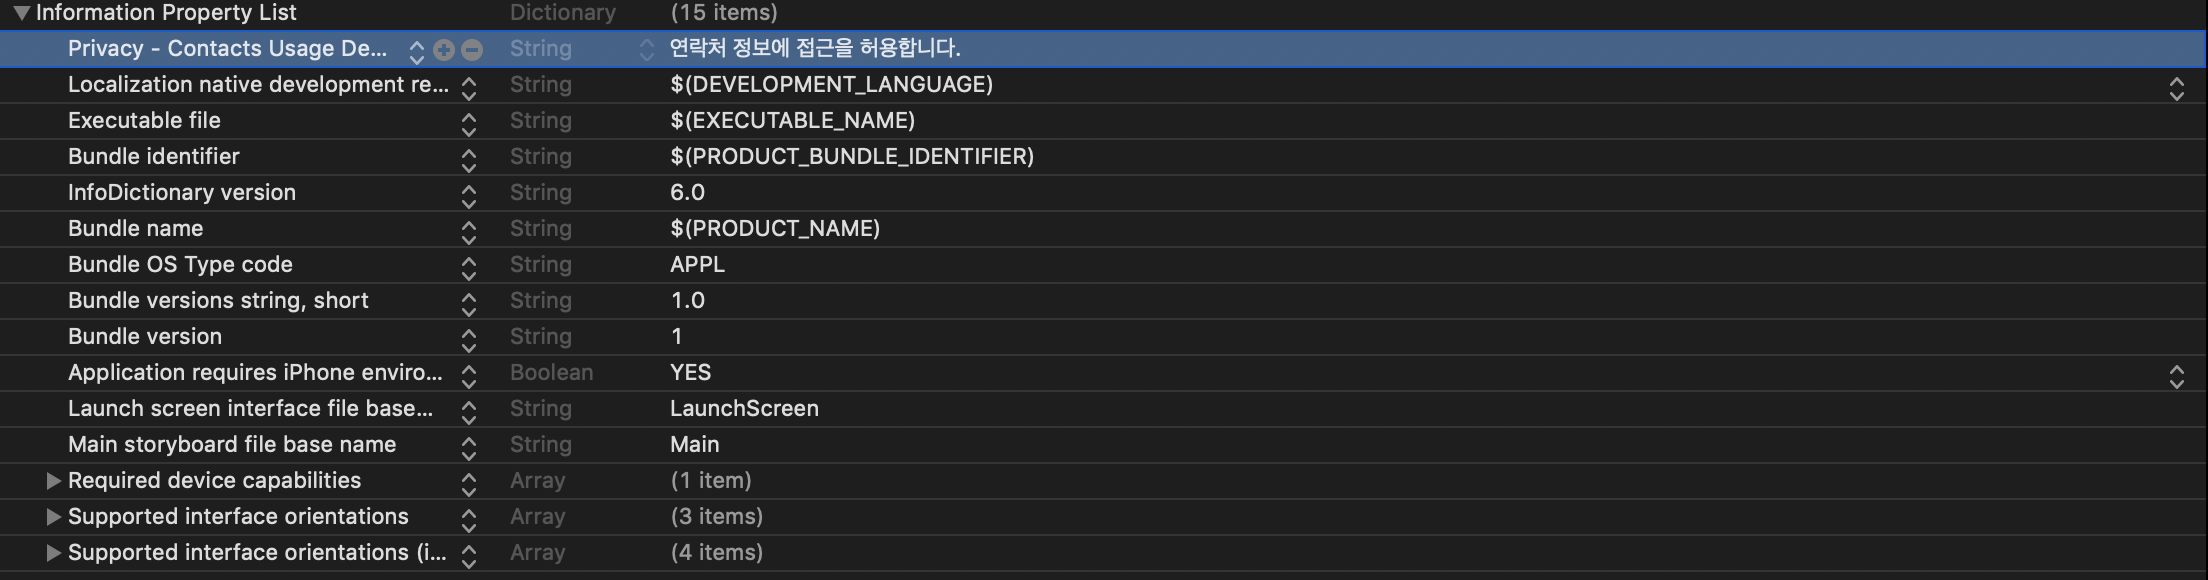 Information Property List Dictionary (15 items)
Privacy - Contacts Usage De... String 연락처 정보에 접근을 허용합니다.
Localization native development re... String $(DEVELOPMENT_LANGUAGE)
Executable file String $(EXECUTABLE_NAME)
Bundle identifier String $(PRODUCT_BUNDLE_IDENTIFIER)
InfoDictionary version String 6.0
Bundle name String $(PRODUCT_NAME)
Bundle OS Type code String APPL
Bundle versions string, short String 1.0
Bundle version String 1
Application requires iPhone enviro... Boolean YES
Launch screen interface file base... String LaunchScreen
Main storyboard file base name String Main
Required device capabilities Array (1 item)
Supported interface orientations Array (3 items)
Supported interface orientations (i... Array (4 items)